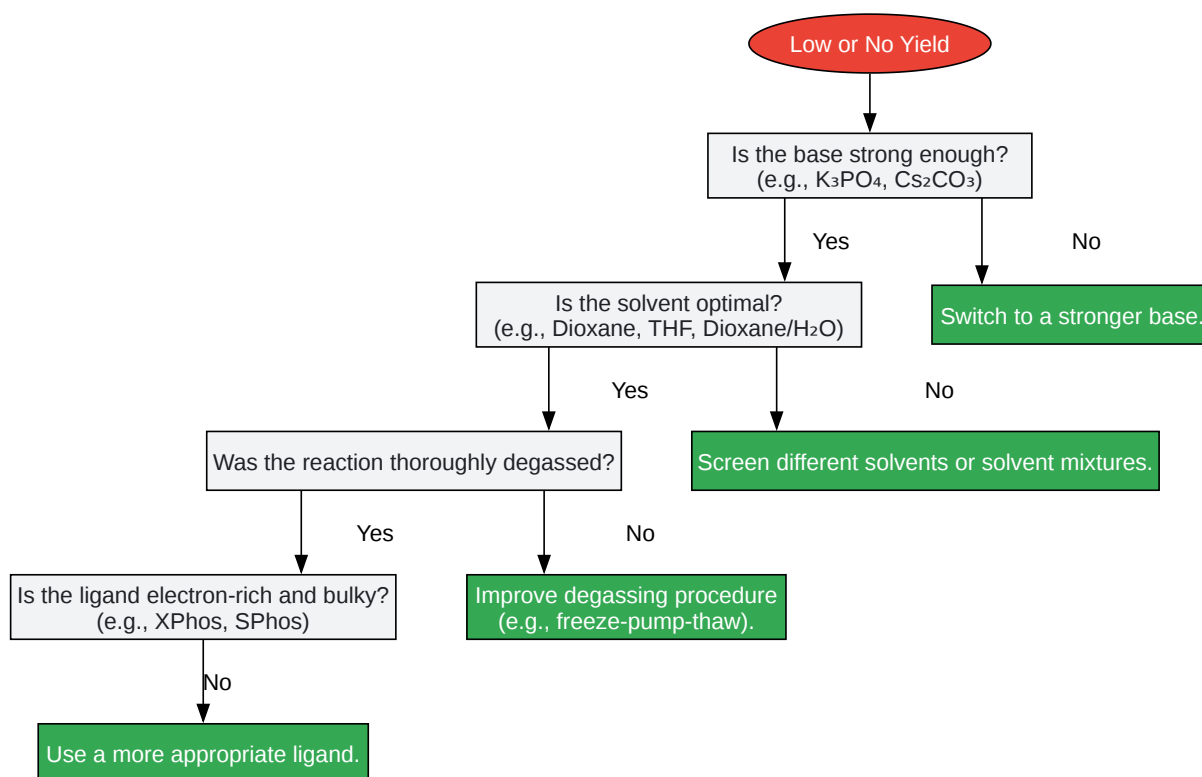 Low or No Yield
Is the base strong enough?
(e.g., K₃PO₄, Cs₂CO₃)
Yes
No
Is the solvent optimal?
(e.g., Dioxane, THF, Dioxane/H₂O)
Switch to a stronger base.
Yes
No
Was the reaction thoroughly degassed?
Screen different solvents or solvent mixtures.
Yes
No
Is the ligand electron-rich and bulky?
(e.g., XPhos, SPhos)
Improve degassing procedure
(e.g., freeze-pump-thaw).
No
Use a more appropriate ligand.